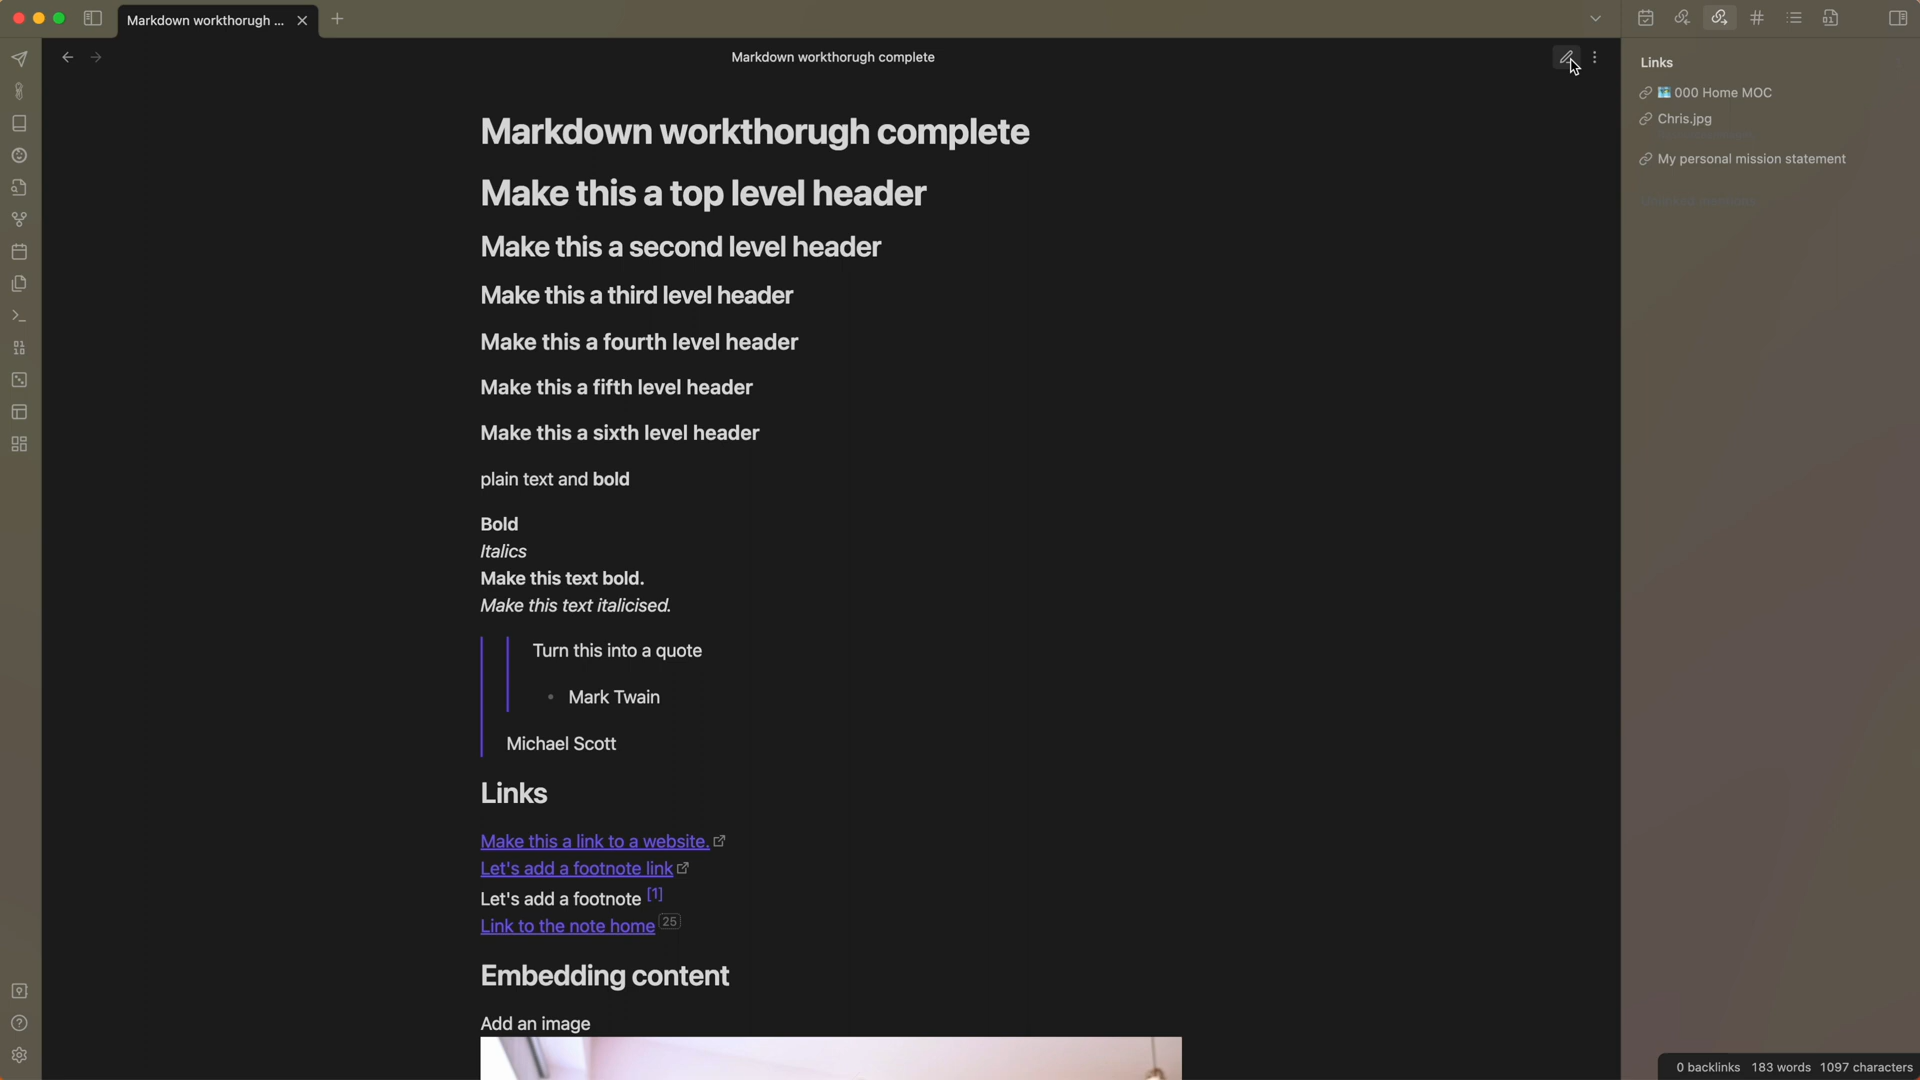 Markdown workthorugh ...
Markdown workthorugh complete
Markdown workthorugh complete
Make this a top level header
Make this a second level header
Make this a third level header
Make this a fourth level header
Make this a fifth level header
Make this a sixth level header
plain text and bold
Bold
Italics
Make this text bold.
Make this text italicised.
Turn this into a quote
• Mark Twain
Michael Scott
Links
Make this a link to a website.
Let's add a footnote link
Let's add a footnote [1]
Link to the note home 25
Embedding content
Add an image
Links
000 Home MOC
Chris.jpg
My personal mission statement
0 backlinks 183 words 1097 characters